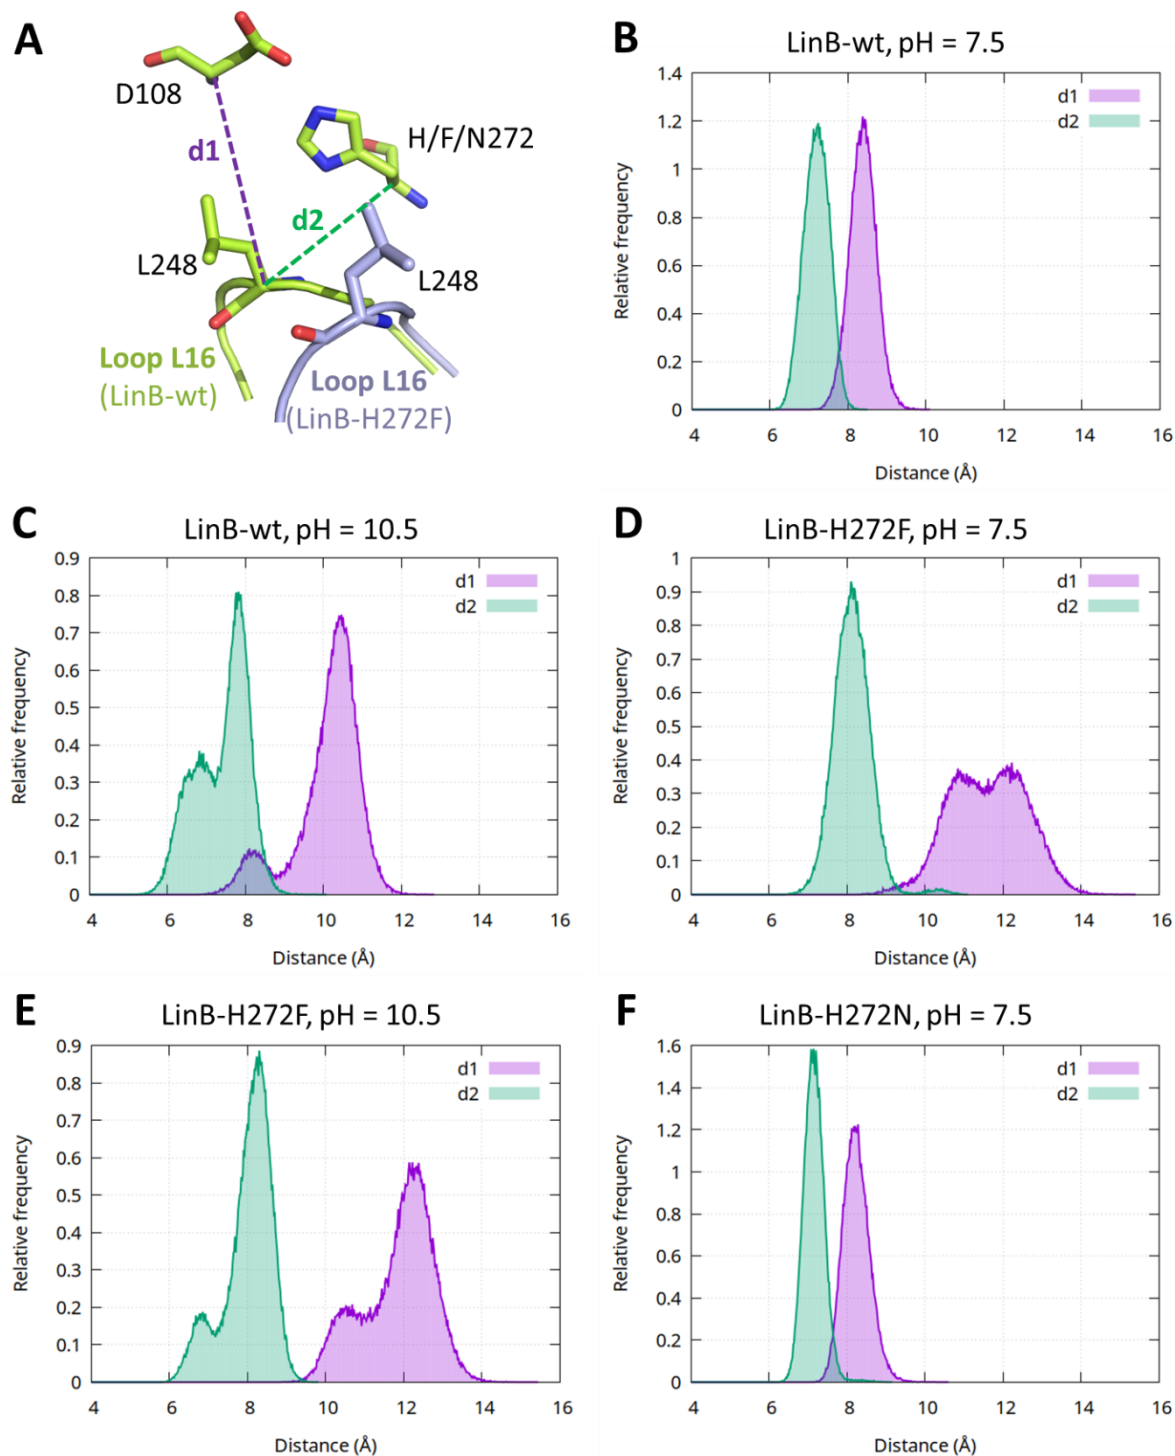 A
D108
d1
H/F/N272
d2
L248
L248
Loop L16
(LinB-wt)
Loop L16
(LinB-H272F)
B
LinB-wt, pH = 7.5
1.4
1.2
1
0.8
0.6
0.4
0.2
0
d1
d2
Relative frequency
4 6 8 10 12 14 16
Distance (Å)
C
LinB-wt, pH = 10.5
0.9
0.8
0.7
0.6
0.5
0.4
0.3
0.2
0.1
0
d1
d2
Relative frequency
4 6 8 10 12 14 16
Distance (Å)
D
LinB-H272F, pH = 7.5
1
0.9
0.8
0.7
0.6
0.5
0.4
0.3
0.2
0.1
0
d1
d2
Relative frequency
4 6 8 10 12 14 16
Distance (Å)
E
LinB-H272F, pH = 10.5
0.9
0.8
0.7
0.6
0.5
0.4
0.3
0.2
0.1
0
d1
d2
Relative frequency
4 6 8 10 12 14 16
Distance (Å)
F
LinB-H272N, pH = 7.5
1.6
1.4
1.2
1
0.8
0.6
0.4
0.2
0
d1
d2
Relative frequency
4 6 8 10 12 14 16
Distance (Å)